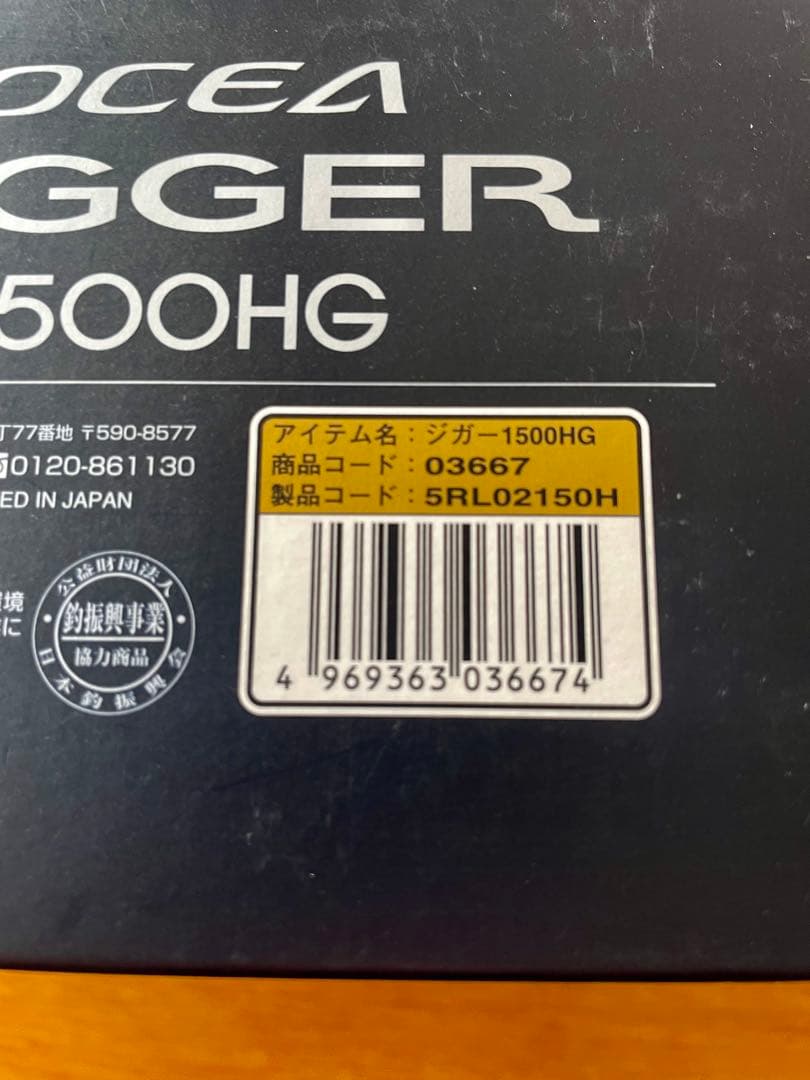 OCEA
GGER
500HG
丁77番地 〒590-8577
0120-861130
ED IN JAPAN
境
に
公益財団法人
釣振興事業
協力商品
日本釣振興会
アイテム名：ジガー1500HG
商品コード：03667
製品コード：5RL02150H
4 969363 036674